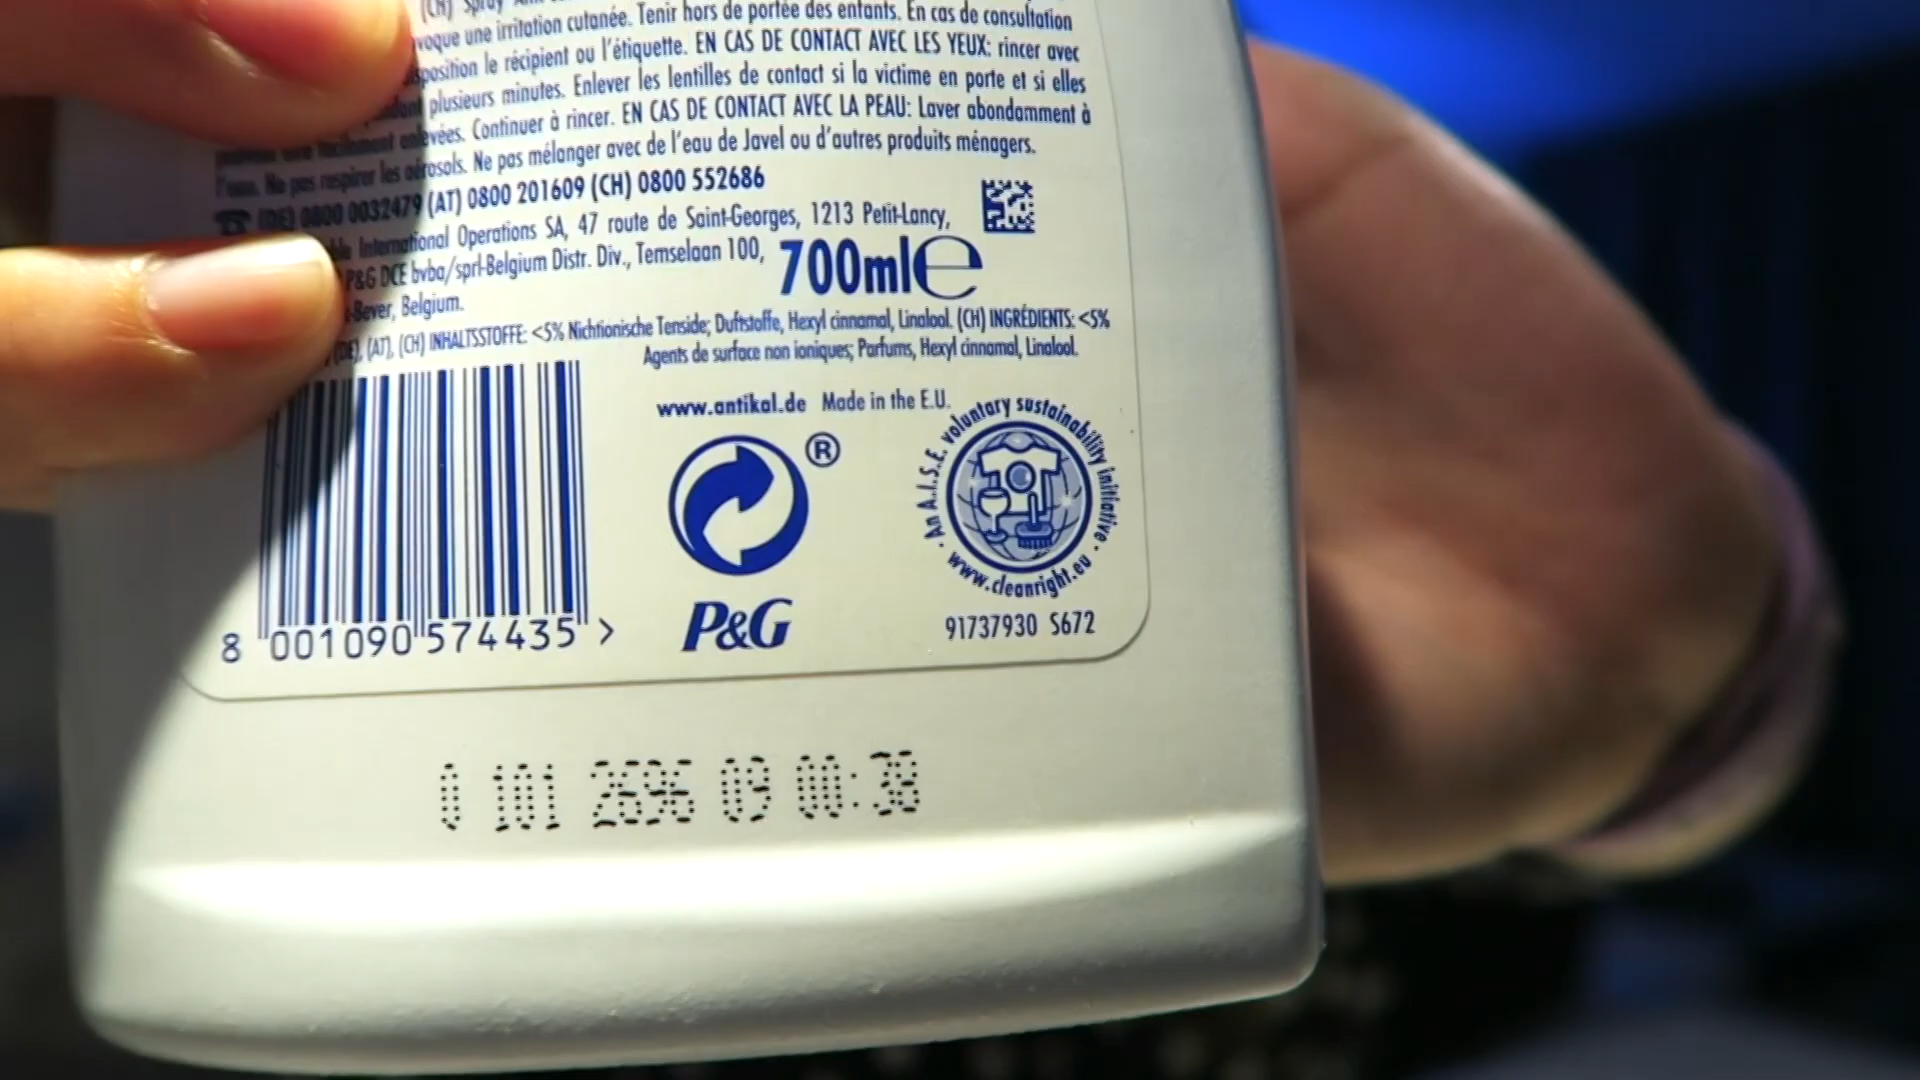 (CH) Spray
une irritation cutanée. Tenir hors de portée des enfants. En cas de consultation
le récipient ou l'étiquette. EN CAS DE CONTACT AVEC LES YEUX: rincer avec
plusieurs minutes. Enlever les lentilles de contact si la victime en porte et si elles
enlevées. Continuer à rincer. EN CAS DE CONTACT AVEC LA PEAU: Laver abondamment à
l'eau. Ne pas respirer les aérosols. Ne pas mélanger avec de l'eau de Javel ou d'autres produits ménagers.
(DE) 0800 0032479 (AT) 0800 201609 (CH) 0800 552686
International Operations SA, 47 route de Saint-Georges, 1213 Petit-Lancy,
P&G DCE bvba/sprl-Belgium Distr. Div., Temselaan 100,
-Bever, Belgium.
700ml e
(DE), (AT), (CH) INHALTSSTOFFE: <5% Nichtionische Tenside; Duftstoffe, Hexyl cinnamal, Linalool. (CH) INGRÉDIENTS: <5%
Agents de surface non ioniques; Parfums, Hexyl cinnamal, Linalool.
www.antikal.de Made in the E.U.
®
• An A.I.S.E. voluntary sustainability initiative •
www.cleanright.eu
P&G
91737930 S672
8 001090 574435 >
0 101 2696 09 00:38